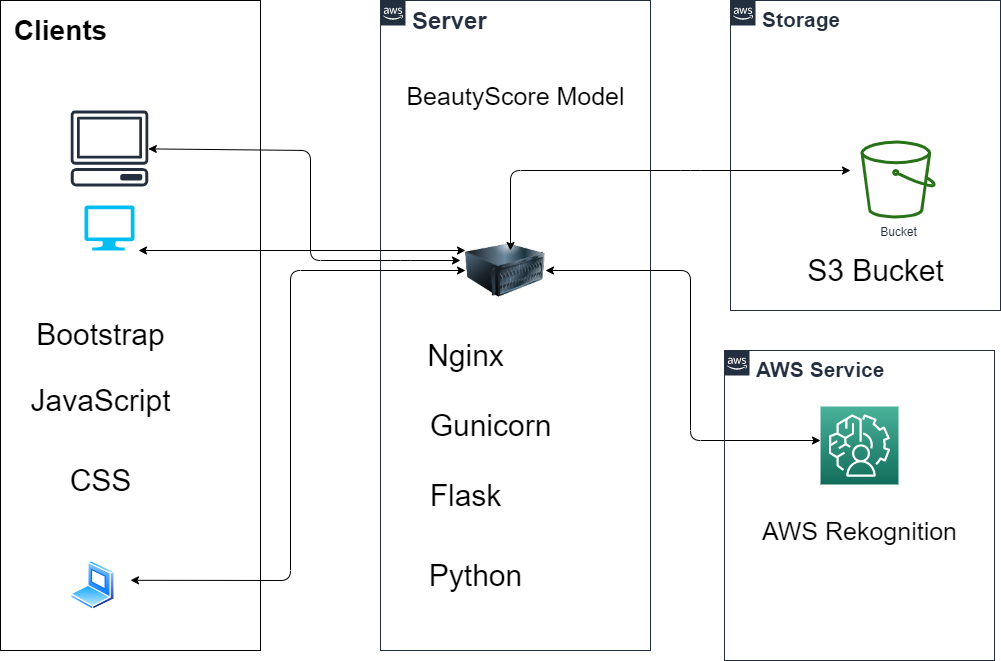 Clients
Bootstrap
JavaScript
CSS
aws
Server
BeautyScore Model
Nginx
Gunicorn
Flask
Python
aws
Storage
Bucket
S3 Bucket
aws
AWS Service
AWS Rekognition